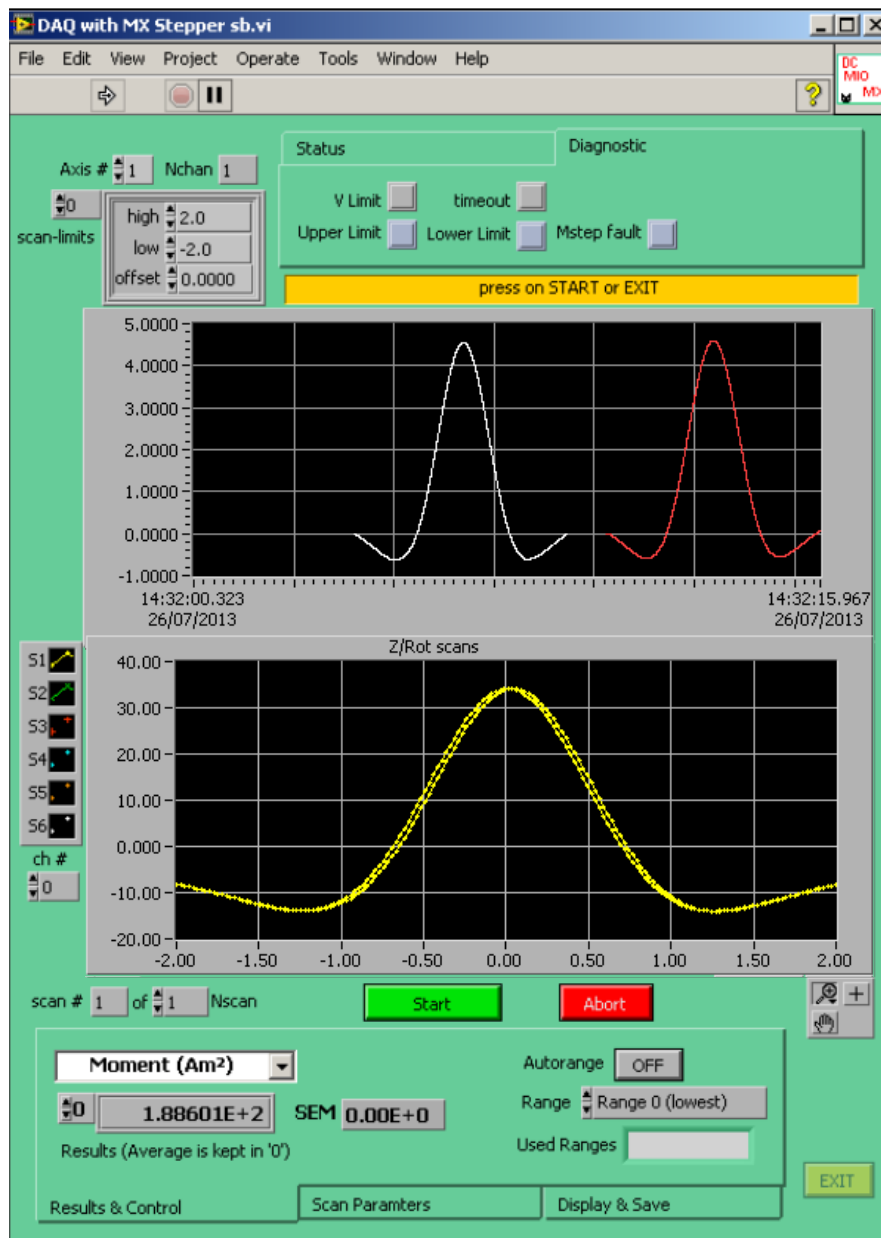 DAQ with MX Stepper sb.vi
File Edit View Project Operate Tools Window Help
DC
MIO
MX
Status Diagnostic
Axis # 1 Nchan 1
V Limit timeout
0 high 2.0
Upper Limit Lower Limit Mstep fault
scan-limits low -2.0
offset 0.0000
press on START or EXIT
5.0000
4.0000
3.0000
2.0000
1.0000
0.0000
-1.0000
14:32:00.323 14:32:15.967
26/07/2013 26/07/2013
Z/Rot scans
S1
S2
S3
S4
S5
S6
ch #
0
40.00
30.00
20.00
10.00
0.000
-10.00
-20.00
-2.00 -1.50 -1.00 -0.50 0.00 0.50 1.00 1.50 2.00
scan # 1 of 1 Nscan Start Abort
Moment (Am²) Autorange OFF
0 1.88601E+2 SEM 0.00E+0 Range Range 0 (lowest)
Results (Average is kept in '0') Used Ranges
EXIT
Results & Control Scan Paramters Display & Save